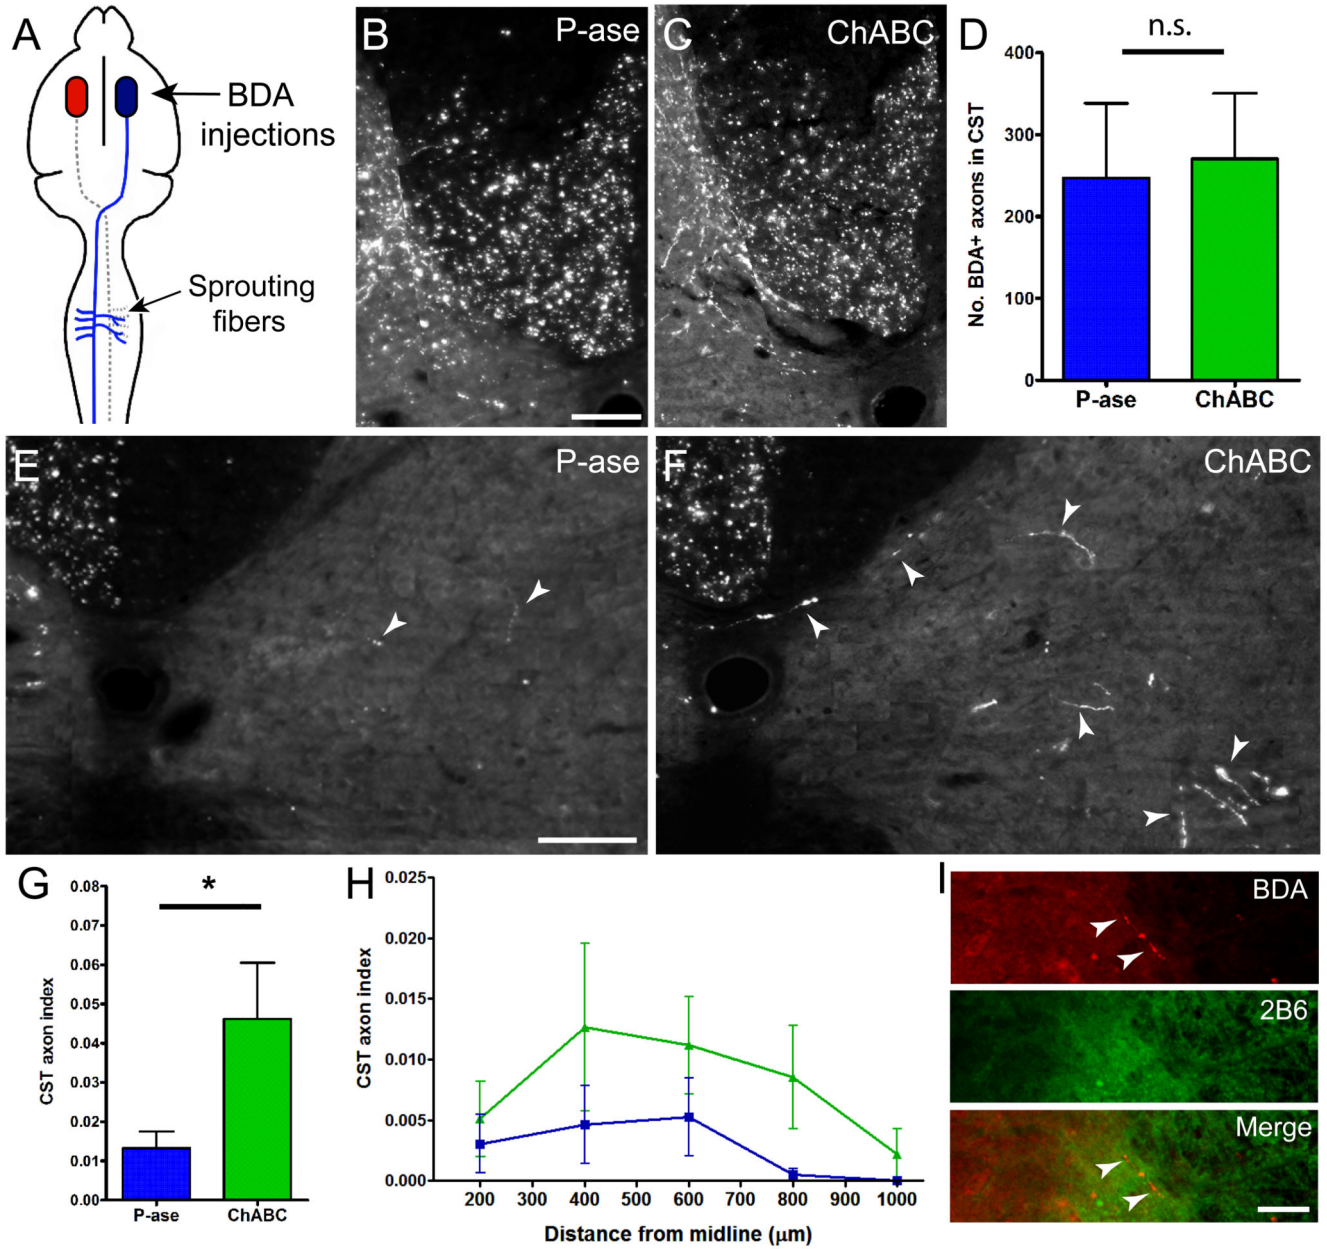 A
BDA
injections
Sprouting
fibers
B
P-ase
C
ChABC
D
n.s.
No. BDA+ axons in CST
400
300
200
100
0
P-ase
ChABC
E
P-ase
F
ChABC
G
*
CST axon index
0.08
0.07
0.06
0.05
0.04
0.03
0.02
0.01
0.00
P-ase
ChABC
H
CST axon index
0.025
0.020
0.015
0.010
0.005
0.000
200 300 400 500 600 700 800 900 1000
Distance from midline (μm)
I
BDA
2B6
Merge